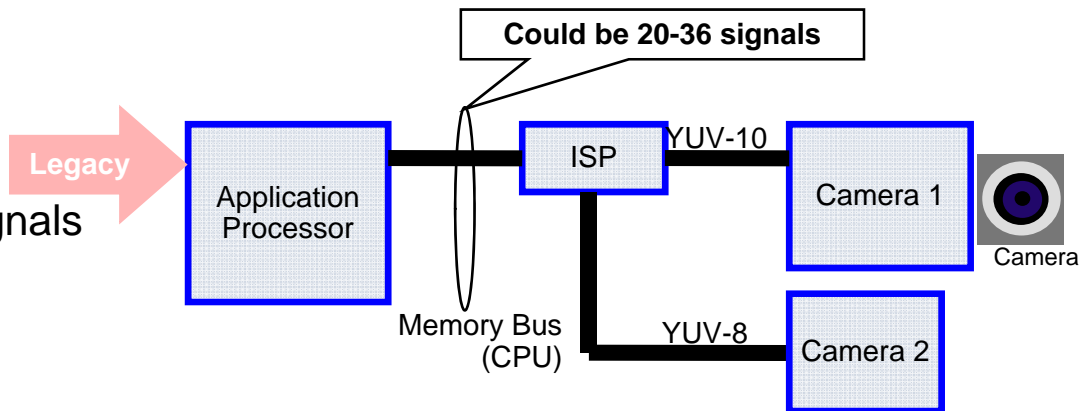 Could be 20-36 signals
Legacy
gnals
Application
Processor
ISP
YUV-10
Camera 1
Camera
Memory Bus
(CPU)
YUV-8
Camera 2